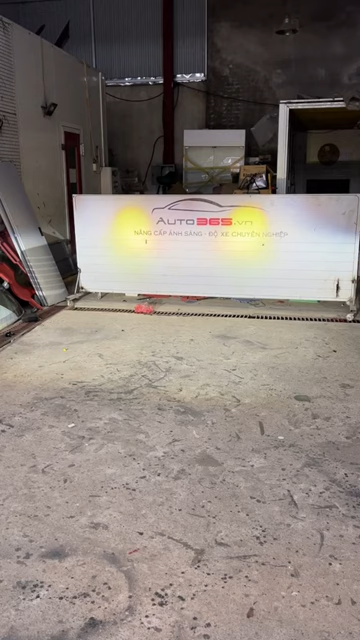 AUTO365.vn
NÂNG CẤP ÁNH SÁNG - ĐỘ XE CHUYÊN NGHIỆP